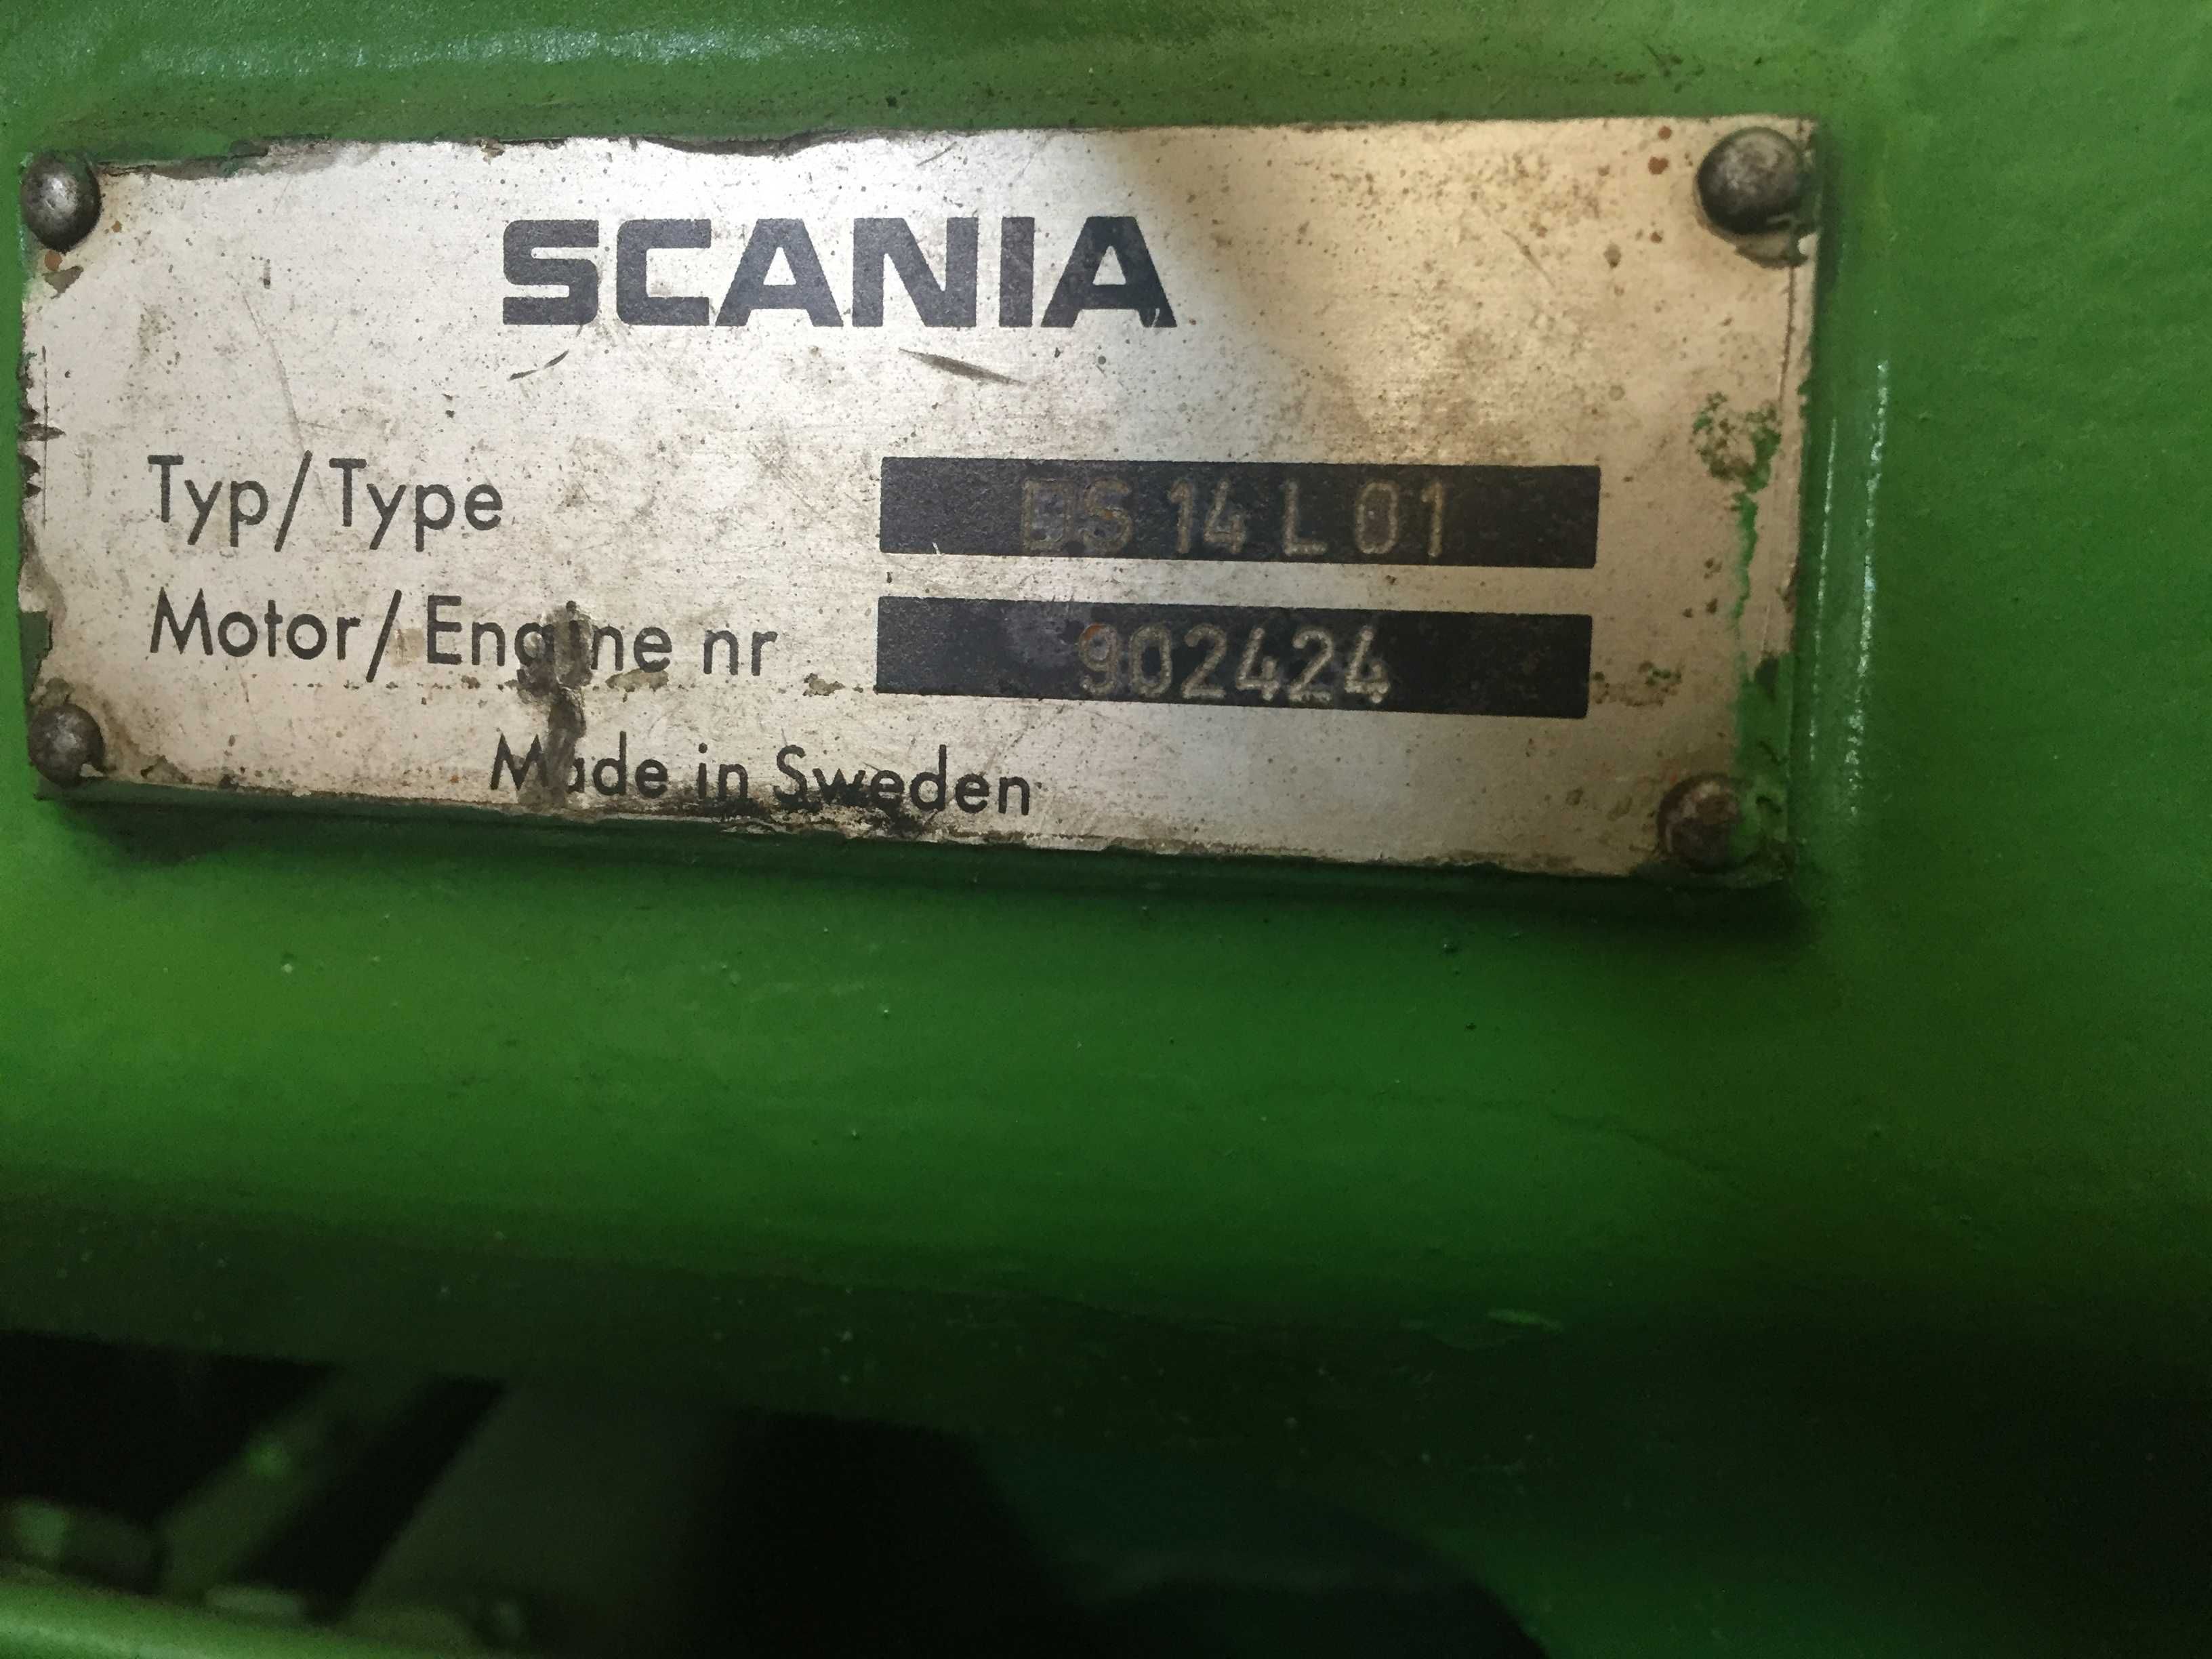 SCANIA
Typ/Type DS 14 L 01
Motor/Engine nr 902424
Made in Sweden